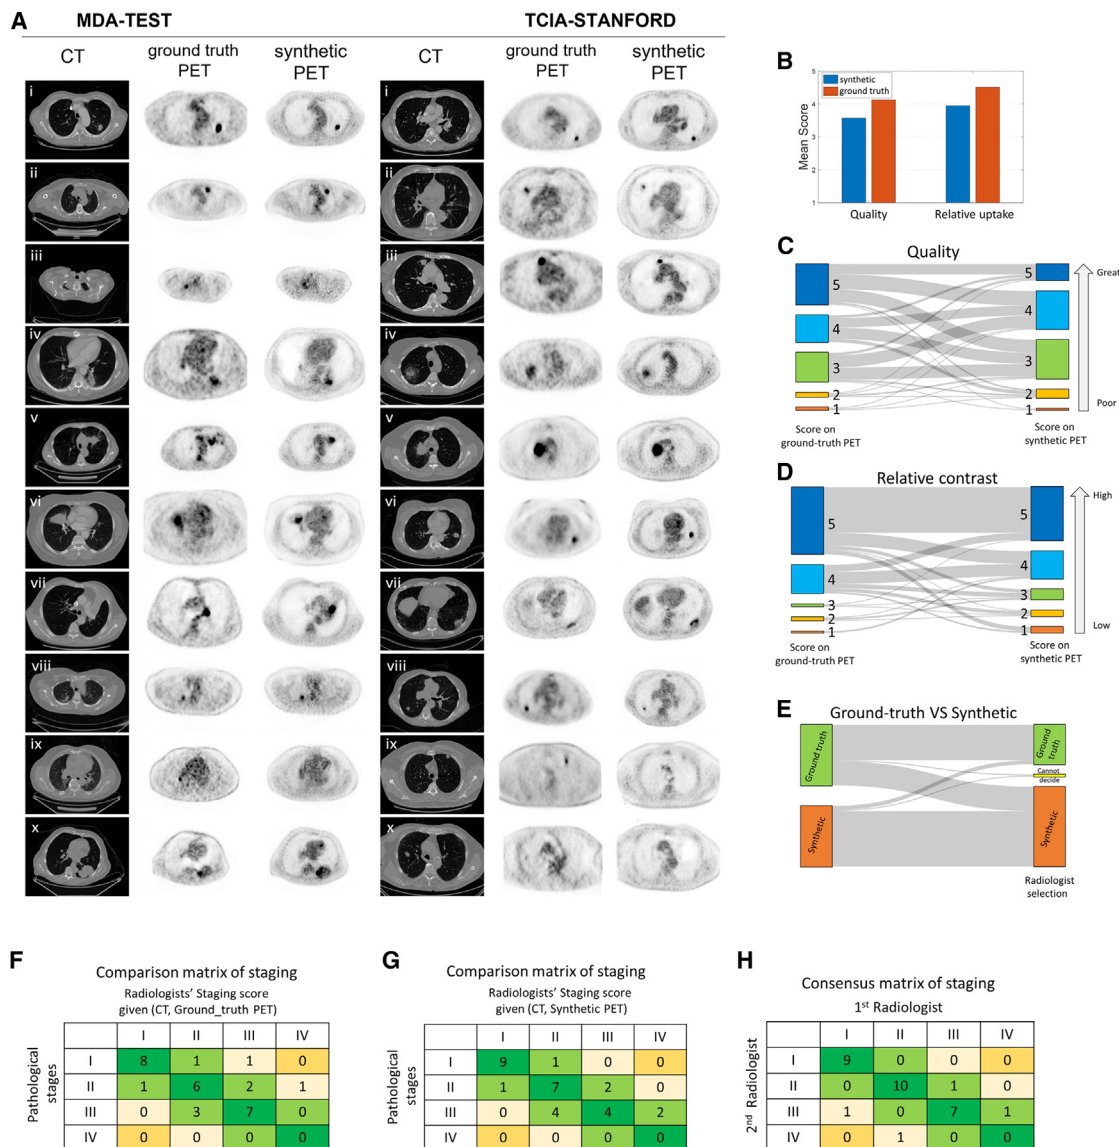 A
MDA-TEST
TCIA-STANFORD
CT
ground truth
PET
synthetic
PET
CT
ground truth
PET
synthetic
PET
i
ii
iii
iv
v
vi
vii
viii
ix
x
i
ii
iii
iv
v
vi
vii
viii
ix
x
B
synthetic
ground truth
5
4
3
2
1
Mean Score
Quality
Relative uptake
C
Quality
5
4
3
2
1
5
4
3
2
1
Great
Poor
Score on
ground-truth PET
Score on
synthetic PET
D
Relative contrast
5
4
3
2
1
5
4
3
2
1
High
Low
Score on
ground-truth PET
Score on
synthetic PET
E
Ground-truth VS Synthetic
Ground truth
Synthetic
Ground
truth
Cannot
decide
Synthetic
Radiologist
selection
F
Comparison matrix of staging
Radiologists' Staging score
given (CT, Ground_truth PET)
Pathological
stages
I II III IV
I 8 1 1 0
II 1 6 2 1
III 0 3 7 0
IV 0 0 0 0
G
Comparison matrix of staging
Radiologists' Staging score
given (CT, Synthetic PET)
Pathological
stages
I II III IV
I 9 1 0 0
II 1 7 2 0
III 0 4 4 2
IV 0 0 0 0
H
Consensus matrix of staging
1st Radiologist
2nd Radiologist
I II III IV
I 9 0 0 0
II 0 10 1 0
III 1 0 7 1
IV 0 1 0 0